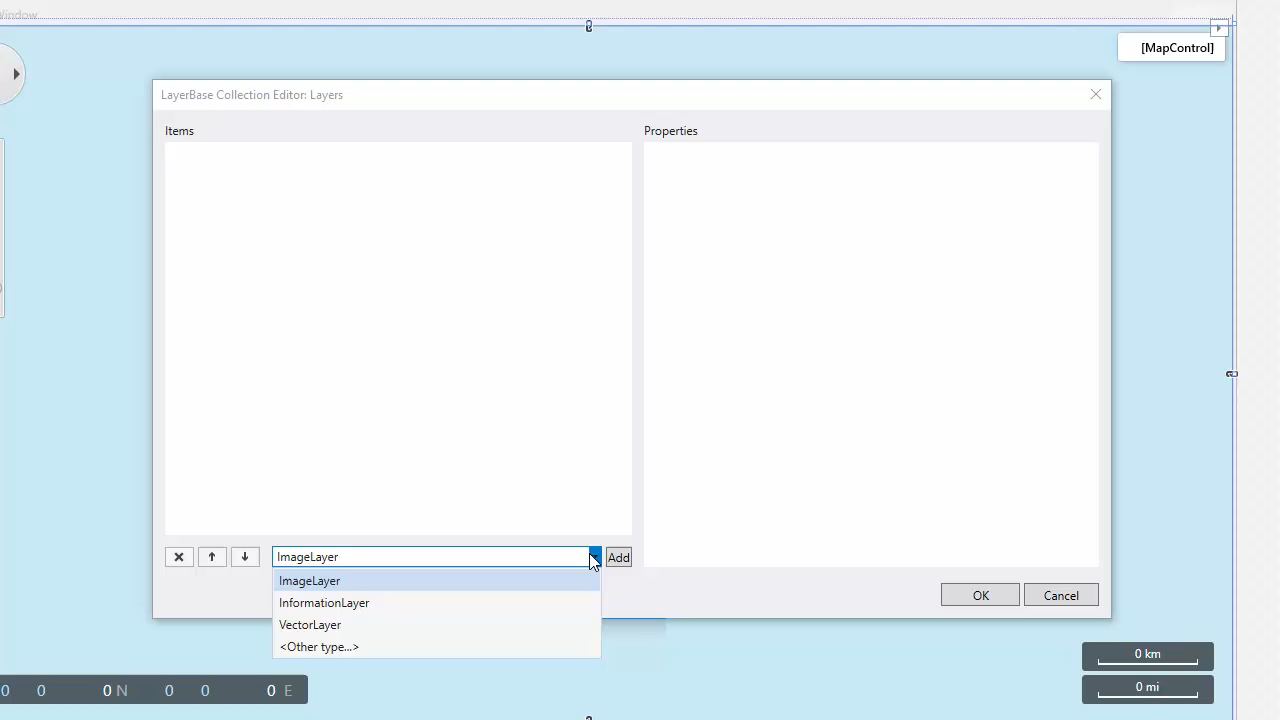 Window
[MapControl]
LayerBase Collection Editor: Layers
Items
Properties
ImageLayer
Add
ImageLayer
InformationLayer
VectorLayer
<Other type...>
OK
Cancel
0 km
0 mi
0 0 0 N 0 0 0 E